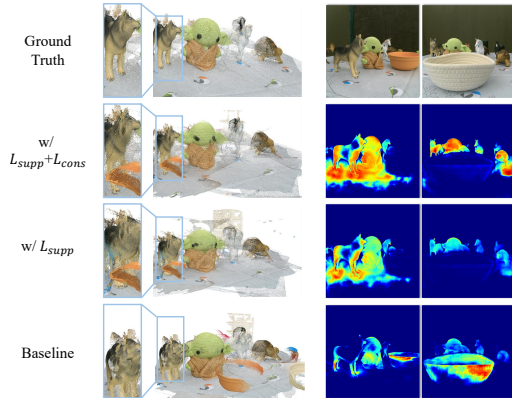 Ground
Truth
w/
L_supp+L_cons
w/ L_supp
Baseline